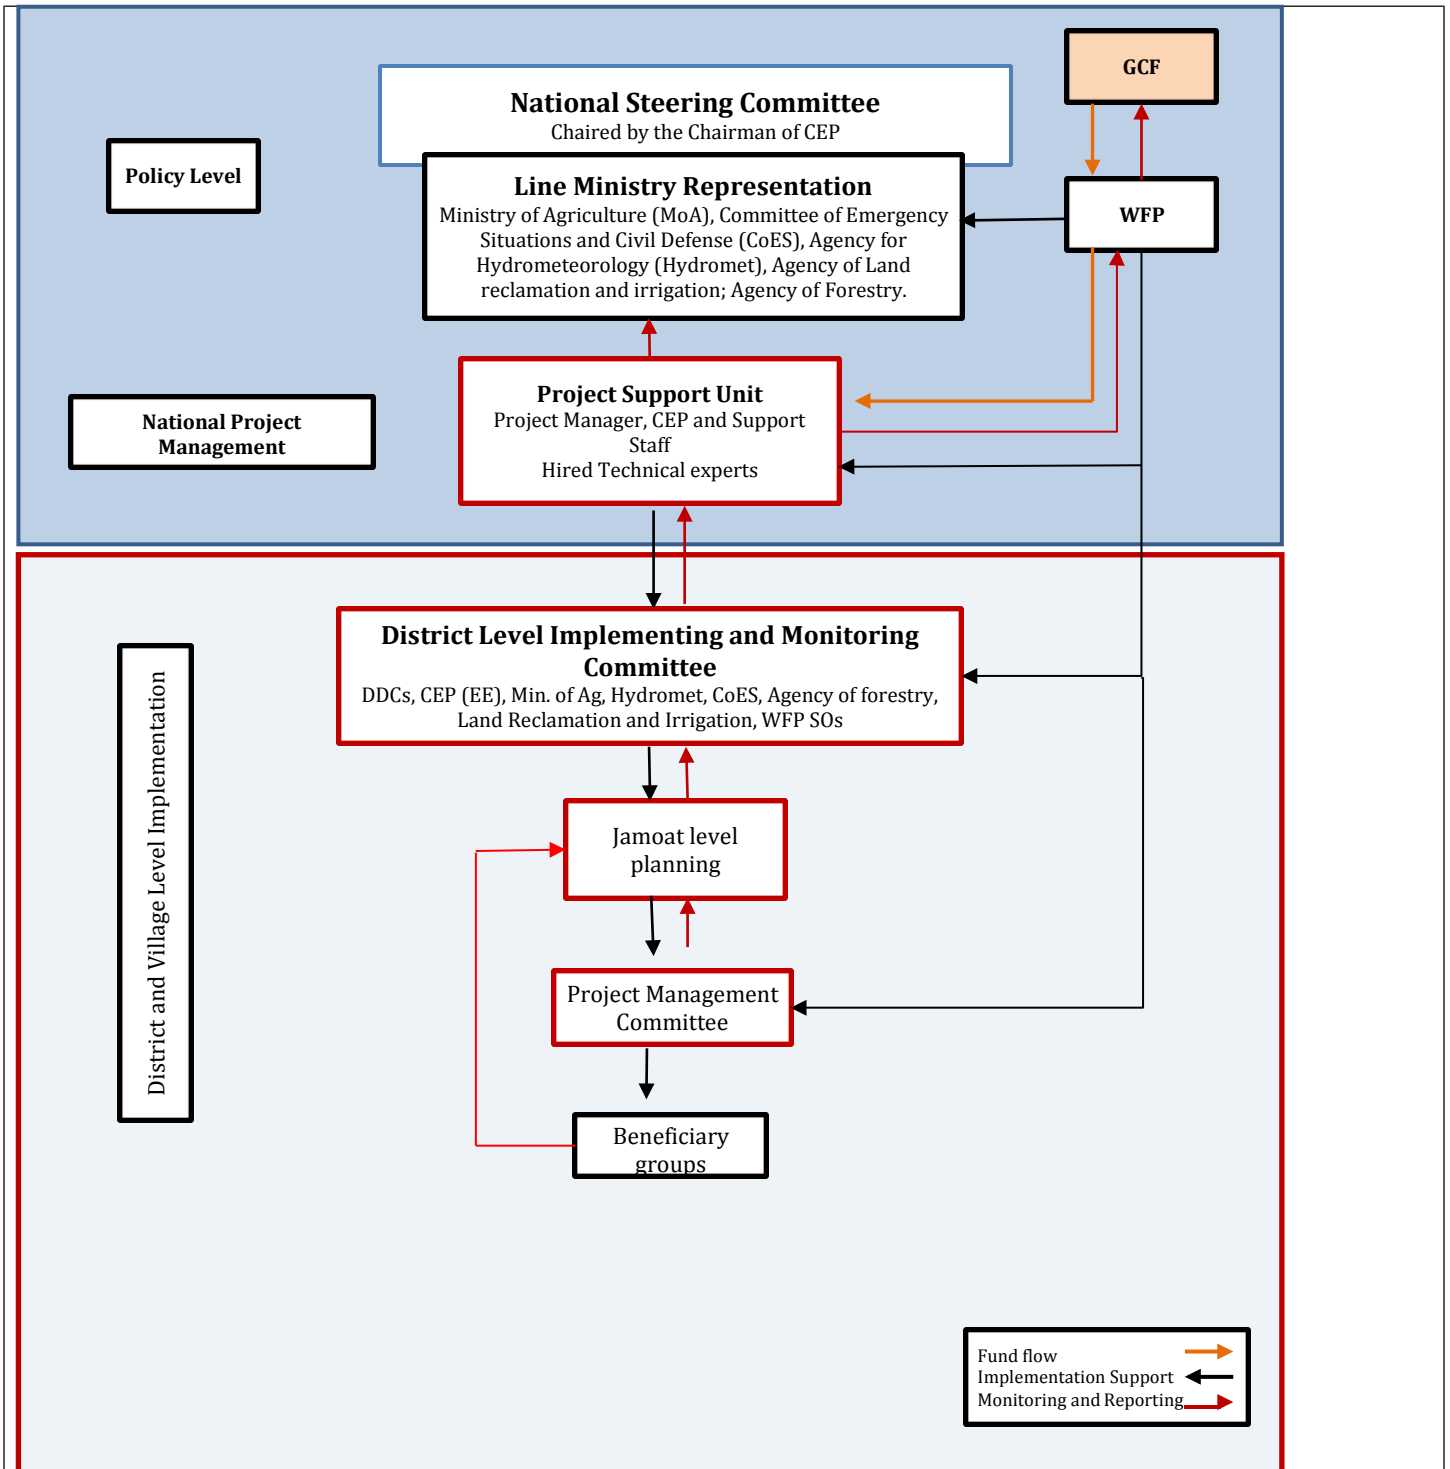 GCF
National Steering Committee
Chaired by the Chairman of CEP
Policy Level
Line Ministry Representation
Ministry of Agriculture (MoA), Committee of Emergency
Situations and Civil Defense (CoES), Agency for
Hydrometeorology (Hydromet), Agency of Land
reclamation and irrigation; Agency of Forestry.
WFP
National Project
Management
Project Support Unit
Project Manager, CEP and Support
Staff
Hired Technical experts
District and Village Level Implementation
District Level Implementing and Monitoring
Committee
DDCs, CEP (EE), Min. of Ag, Hydromet, CoES, Agency of forestry,
Land Reclamation and Irrigation, WFP SOs
Jamoat level
planning
Project Management
Committee
Beneficiary
groups
Fund flow
Implementation Support
Monitoring and Reporting